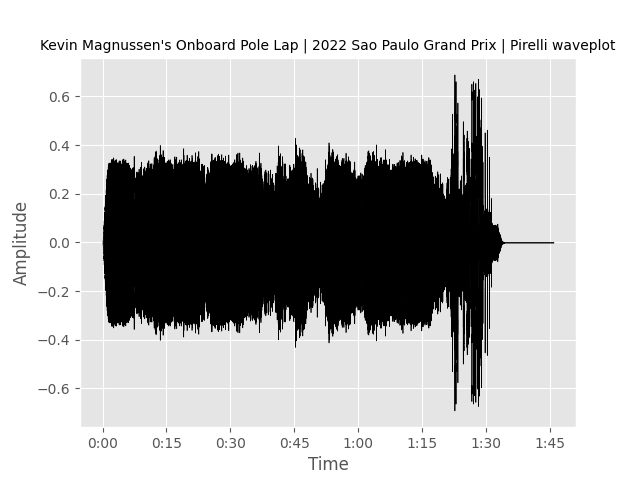 Kevin Magnussen's Onboard Pole Lap | 2022 Sao Paulo Grand Prix | Pirelli waveplot
0.6
0.4
0.2
0.0
−0.2
−0.4
−0.6
Amplitude
0:00 0:15 0:30 0:45 1:00 1:15 1:30 1:45
Time